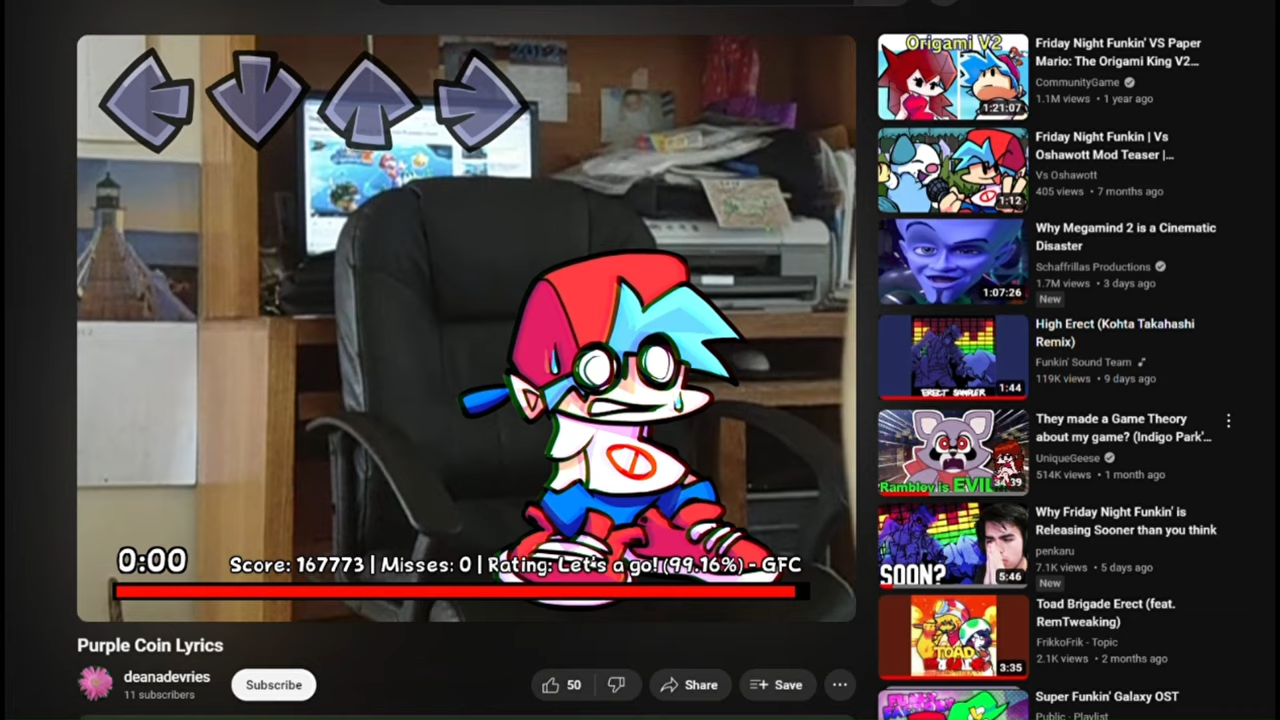 0:00
Score: 167773 | Misses: 0 | Rating: Let's a go! (99.16%) - GFC
Purple Coin Lyrics
deanadevries
11 subscribers
Subscribe
50
Share
Save
Origami V2
1:21:07
Friday Night Funkin' VS Paper
Mario: The Origami King V2...
CommunityGame
1.1M views • 1 year ago
1:12
Friday Night Funkin | Vs
Oshawott Mod Teaser |...
Vs Oshawott
405 views • 7 months ago
1:07:26
Why Megamind 2 is a Cinematic
Disaster
Schaffrillas Productions
1.7M views • 3 days ago
New
ERECT SAMPLER
1:44
High Erect (Kohta Takahashi
Remix)
Funkin' Sound Team
119K views • 9 days ago
Rambley is EVIL
34:39
They made a Game Theory
about my game? (Indigo Park'...
UniqueGeese
514K views • 1 month ago
SOON?
5:46
Why Friday Night Funkin' is
Releasing Sooner than you think
penkaru
7.1K views • 5 days ago
New
TOAD
3:35
Toad Brigade Erect (feat.
RemTweaking)
FrikkoFrik - Topic
2.1K views • 2 months ago
Super Funkin' Galaxy OST
Public · Playlist